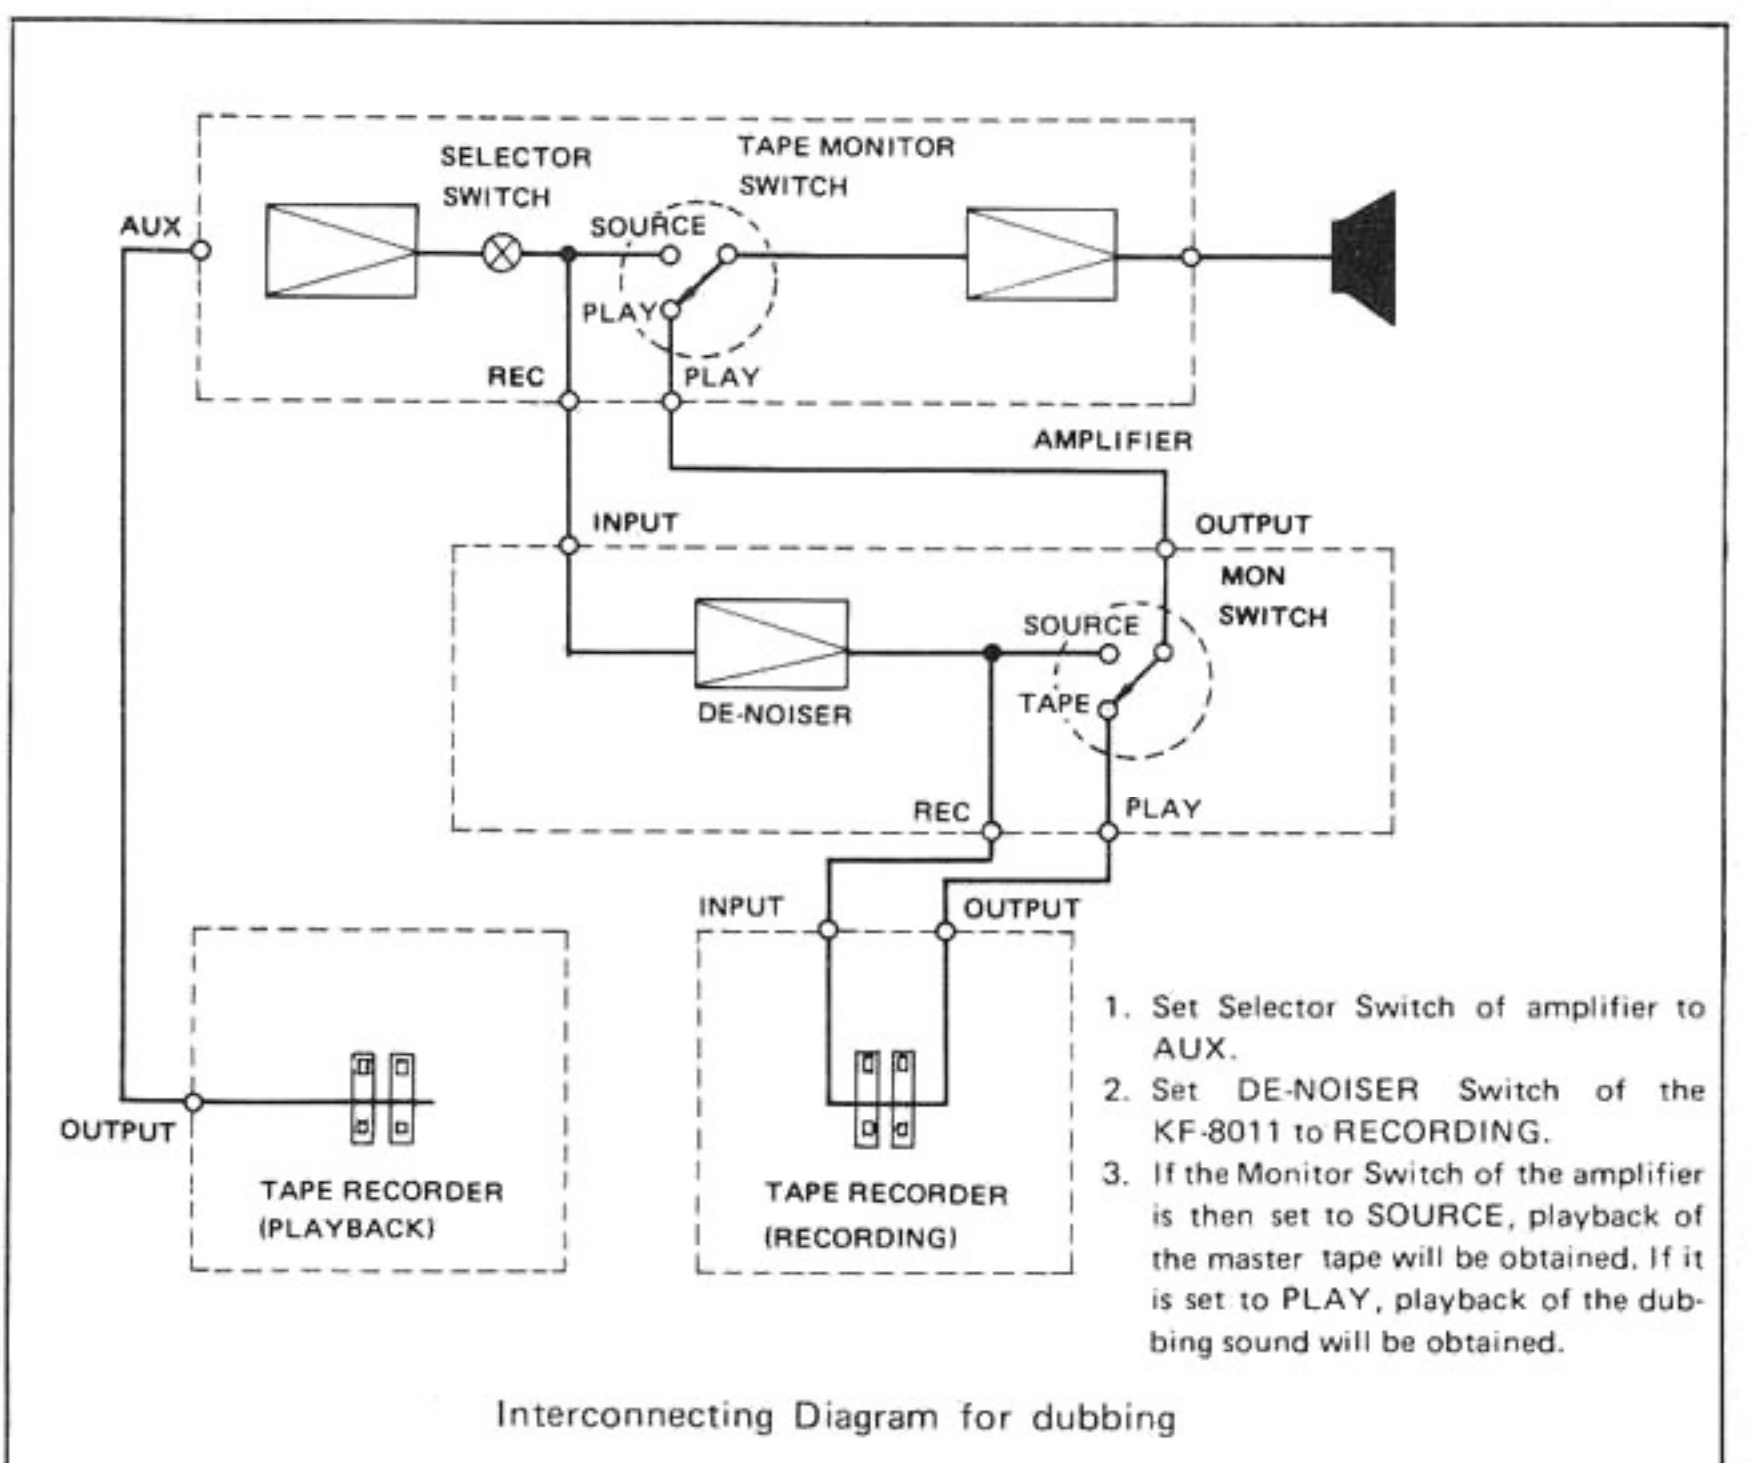 SELECTOR
SWITCH
TAPE MONITOR
SWITCH
AUX
SOURCE
PLAY
REC
PLAY
AMPLIFIER
INPUT
OUTPUT
MON
SWITCH
SOURCE
TAPE
DE-NOISER
REC
PLAY
INPUT
OUTPUT
OUTPUT
TAPE RECORDER
(PLAYBACK)
TAPE RECORDER
(RECORDING)
1. Set Selector Switch of amplifier to
AUX.
2. Set DE-NOISER Switch of the
KF-8011 to RECORDING.
3. If the Monitor Switch of the amplifier
is then set to SOURCE, playback of
the master tape will be obtained. If it
is set to PLAY, playback of the dub-
bing sound will be obtained.
Interconnecting Diagram for dubbing